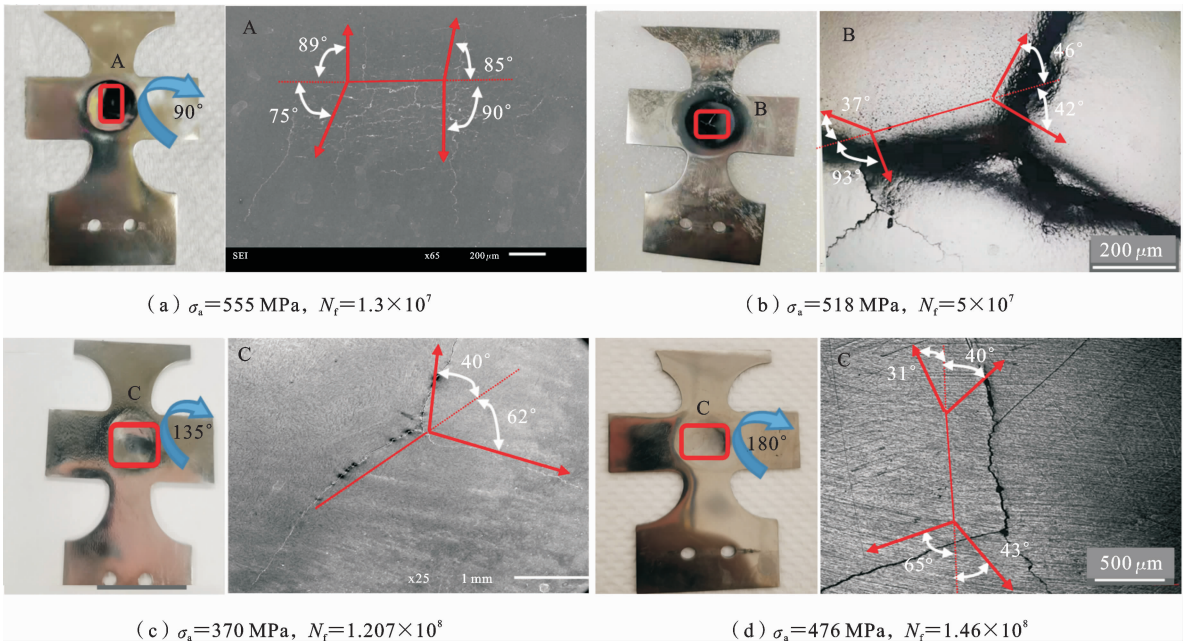 A
90°
A
89°
85°
75°
90°
SEI x65 200 μm
B
B
46°
37°
42°
93°
200 μm
(a) σa=555 MPa, Nf=1.3×10⁷
(b) σa=518 MPa, Nf=5×10⁷
C
135°
C
40°
62°
x25 1 mm
C
180°
C
40°
31°
65°
43°
500 μm
(c) σa=370 MPa, Nf=1.207×10⁸
(d) σa=476 MPa, Nf=1.46×10⁸